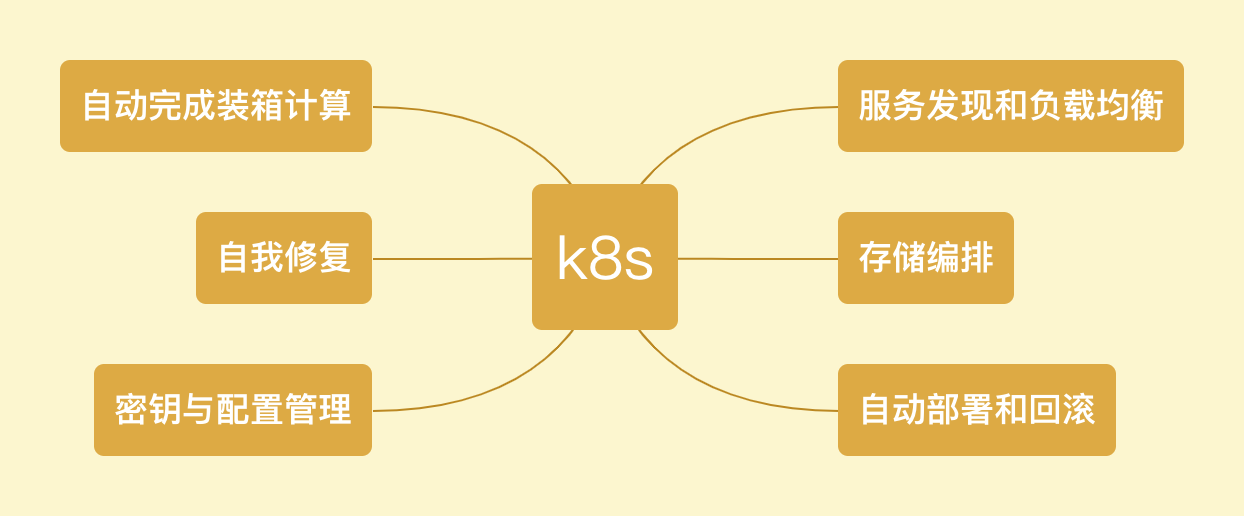 自动完成装箱计算
服务发现和负载均衡
自我修复
k8s
存储编排
密钥与配置管理
自动部署和回滚